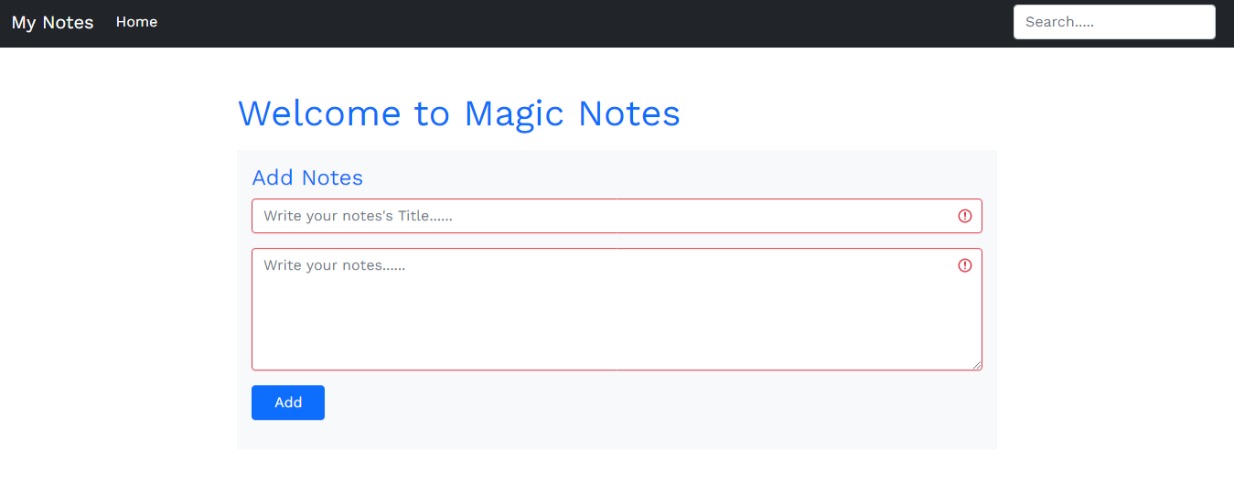 My Notes Home Search.....
Welcome to Magic Notes
Add Notes
Write your notes's Title......
Write your notes......
Add